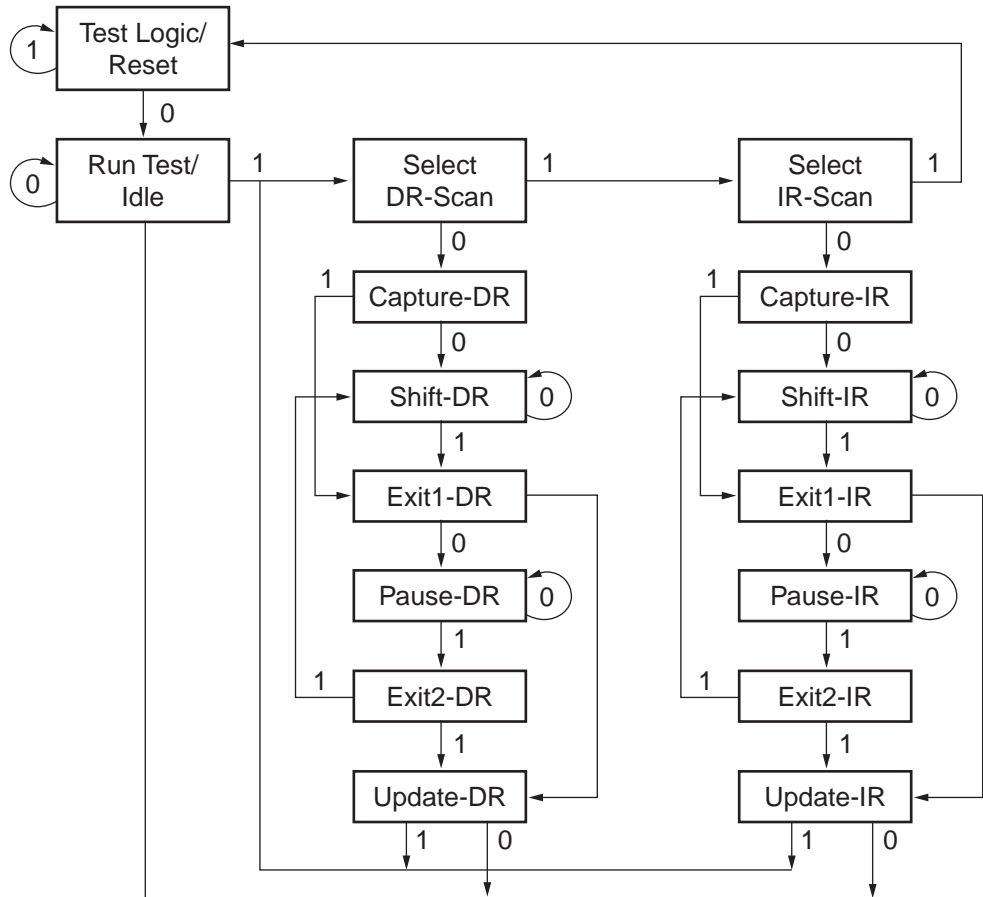 Test Logic/
Reset
1
0
Run Test/
Idle
0
1
Select
DR-Scan
1
Select
IR-Scan
1
0
0
1
Capture-DR
1
Capture-IR
0
0
Shift-DR
0
Shift-IR
0
1
1
Exit1-DR
Exit1-IR
0
0
Pause-DR
0
Pause-IR
0
1
1
1
Exit2-DR
1
Exit2-IR
1
1
Update-DR
Update-IR
1
0
1
0